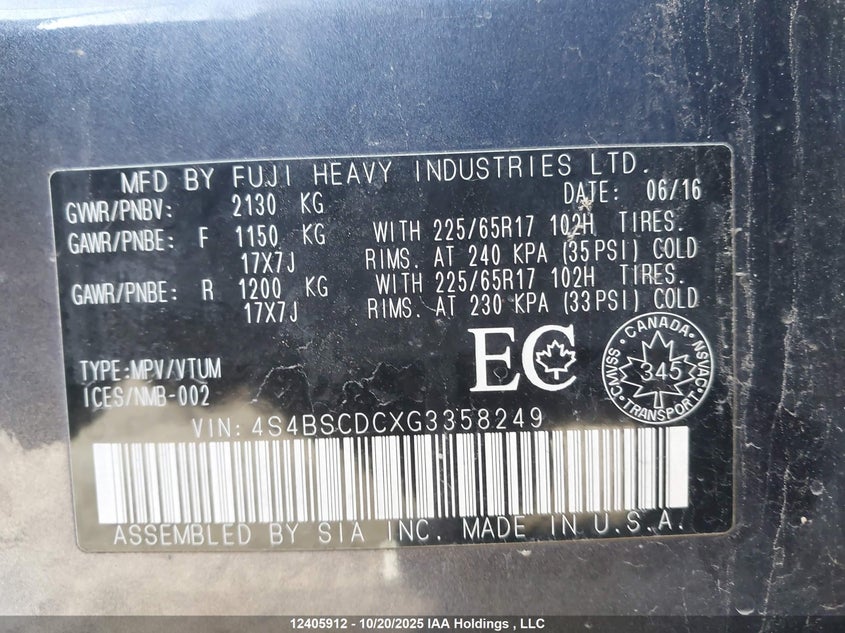 MFD BY FUJI HEAVY INDUSTRIES LTD.
GVWR/PNBV: 2130 KG DATE: 06/16
GAWR/PNBE: F 1150 KG WITH 225/65R17 102H TIRES.
17X7J RIMS. AT 240 KPA (35PSI) COLD
GAWR/PNBE: R 1200 KG WITH 225/65R17 102H TIRES.
17X7J RIMS. AT 230 KPA (33PSI) COLD
TYPE:MPV/VTUM
ICES/NMB-002
EC
CANADA
CMVSS NSVAC
345
TRANSPORT
VIN: 4S4BSCDCXG3358249
ASSEMBLED BY SIA INC. MADE IN U.S.A.
12405912 - 10/20/2025 IAA Holdings , LLC